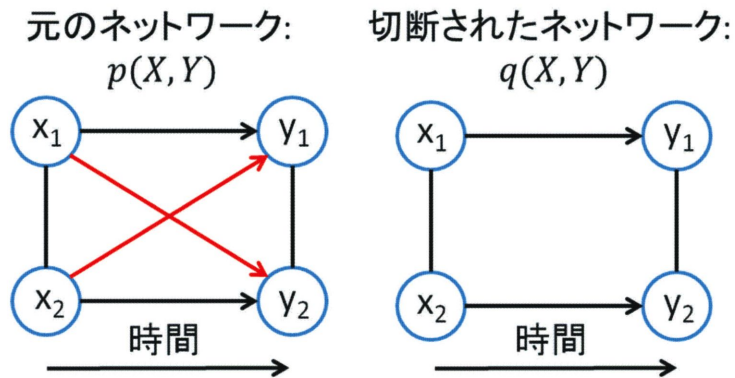 元のネットワーク:
p(X,Y)
x₁
y₁
x₂
y₂
時間
切断されたネットワーク:
q(X,Y)
x₁
y₁
x₂
y₂
時間